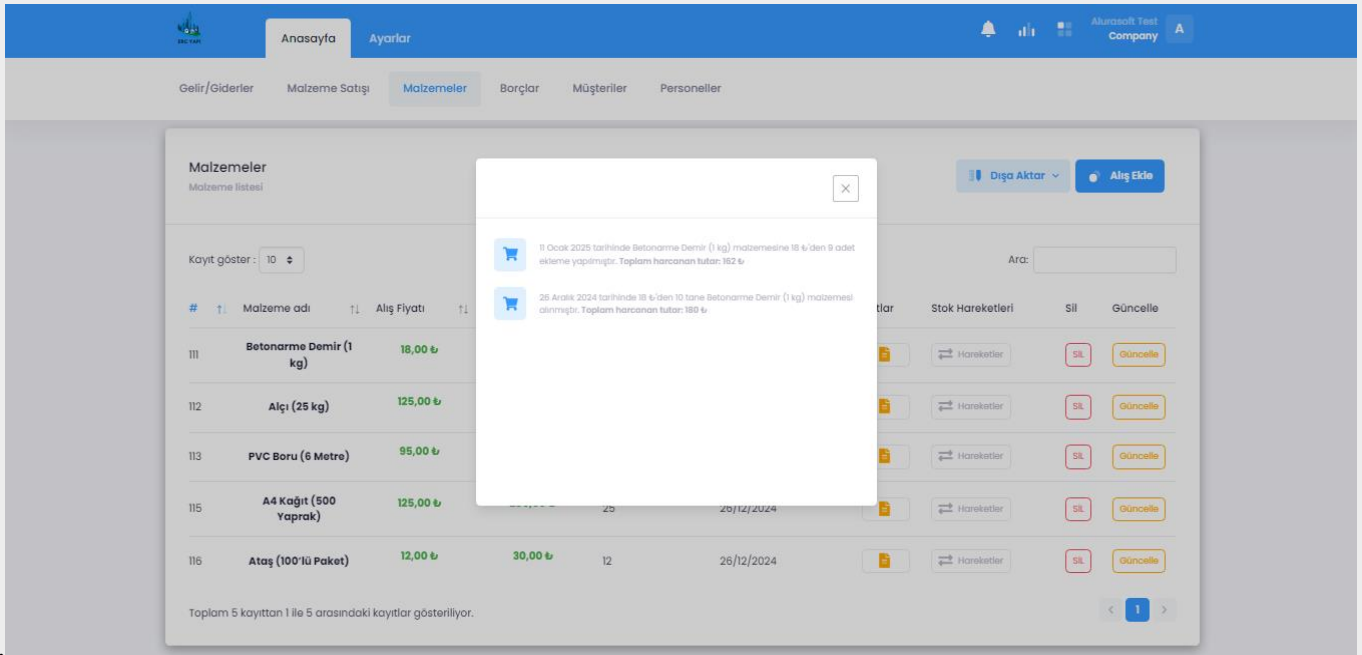 Anasayfa
Ayarlar
Alurasoft Test
Company
A
Gelir/Giderler
Malzeme Satışı
Malzemeler
Borçlar
Müşteriler
Personeller
Malzemeler
Malzeme listesi
Dışa Aktar
Alış Ekle
11 Ocak 2025 tarihinde Betonarme Demir (1 kg) malzemesine 18 ₺'den 9 adet
ekleme yapılmıştır. Toplam harcanan tutar: 162 ₺
26 Aralık 2024 tarihinde 18 ₺'den 10 tane Betonarme Demir (1 kg) malzemesi
alınmıştır. Toplam harcanan tutar: 180 ₺
Kayıt göster : 10
Ara:
# Malzeme adı Alış Fiyatı Stok Hareketleri Sil Güncelle
111 Betonarme Demir (1
kg) 18,00 ₺ Hareketler SİL Güncelle
112 Alçı (25 kg) 125,00 ₺ Hareketler SİL Güncelle
113 PVC Boru (6 Metre) 95,00 ₺ Hareketler SİL Güncelle
115 A4 Kağıt (500
Yaprak) 125,00 ₺ 25 26/12/2024 Hareketler SİL Güncelle
116 Ataş (100'lü Paket) 12,00 ₺ 30,00 ₺ 12 26/12/2024 Hareketler SİL Güncelle
Toplam 5 kayıttan 1 ile 5 arasındaki kayıtlar gösteriliyor.
1